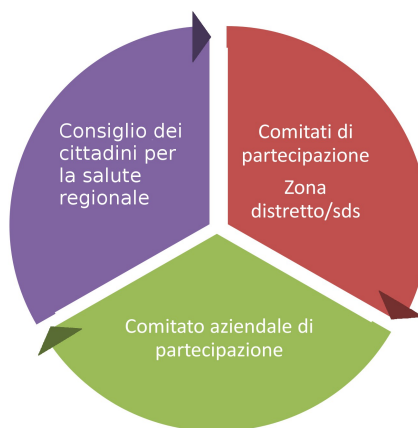 Consiglio dei
cittadini per
la salute
regionale
Comitati di
partecipazione
Zona
distretto/sds
Comitato aziendale di
partecipazione